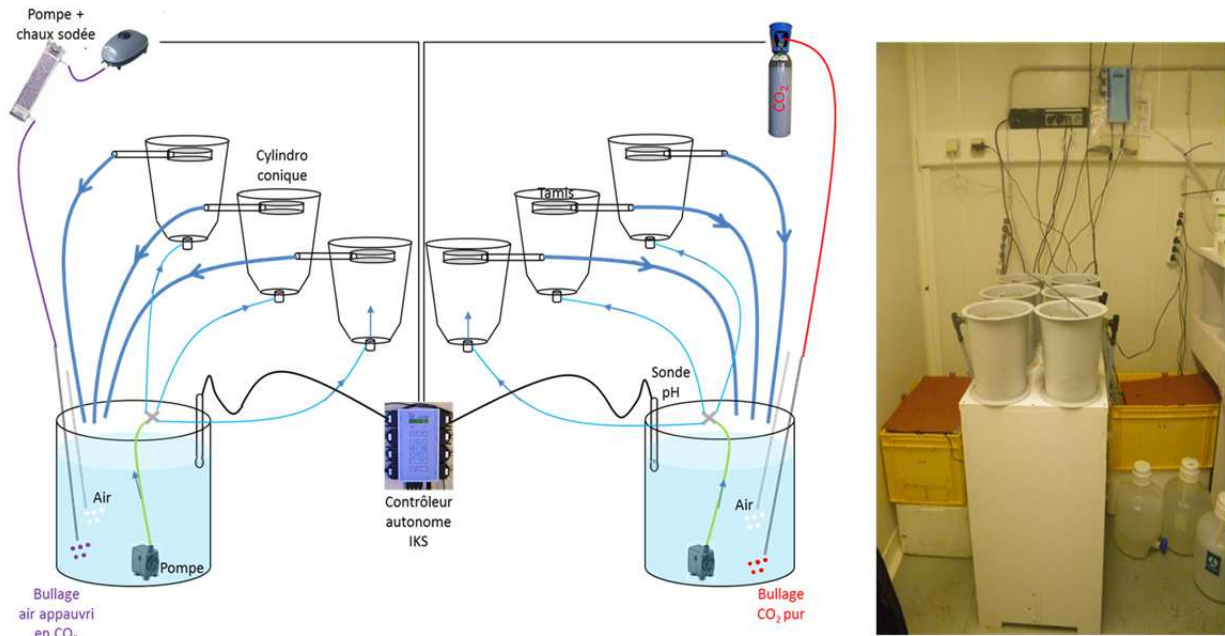 Pompe +
chaux sodée
CO₂
Cylindro
conique
Tamis
Sonde
pH
Air
Air
Contrôleur
autonome
IKS
Pompe
Bullage
air appauvri
en CO₂
Bullage
CO₂ pur